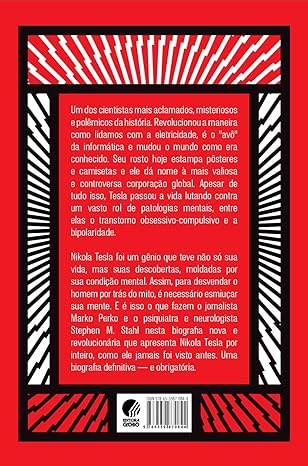 Um dos cientistas mais aclamados, misteriosos
e polêmicos da história. Revolucionou a maneira
como lidamos com a eletricidade, é o "avô"
da informática e mudou o mundo como era
conhecido. Seu rosto hoje estampa pôsteres
e camisetas e ele dá nome à mais valiosa
e controversa corporação global. Apesar de
tudo isso, Tesla passou a vida lutando contra
um vasto rol de patologias mentais, entre
elas o transtorno obsessivo-compulsivo e a
bipolaridade.
Nikola Tesla foi um gênio que teve não só sua
vida, mas suas descobertas, moldadas por
sua condição mental. Assim, para desvendar o
homem por trás do mito, é necessário esmiuçar
sua mente. E é isso o que fazem o jornalista
Marko Perko e o psiquiatra e neurologista
Stephen M. Stahl nesta biografia nova e
revolucionária que apresenta Nikola Tesla por
inteiro, como ele jamais foi visto antes. Uma
biografia definitiva — e obrigatória.
EDITORA
GLOBO